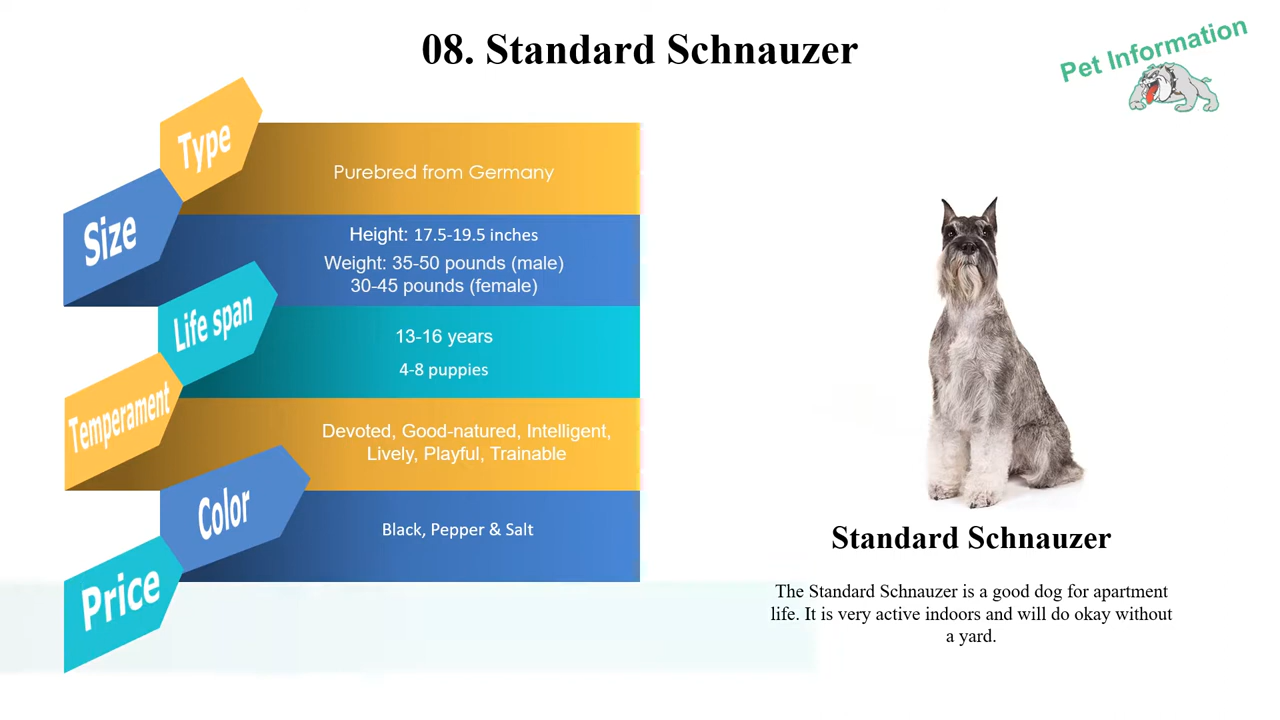 08. Standard Schnauzer
Pet Information
Type
Purebred from Germany
Size
Height: 17.5-19.5 inches
Weight: 35-50 pounds (male)
30-45 pounds (female)
Life span
13-16 years
4-8 puppies
Temperament
Devoted, Good-natured, Intelligent,
Lively, Playful, Trainable
Color
Black, Pepper & Salt
Price
Standard Schnauzer
The Standard Schnauzer is a good dog for apartment
life. It is very active indoors and will do okay without
a yard.